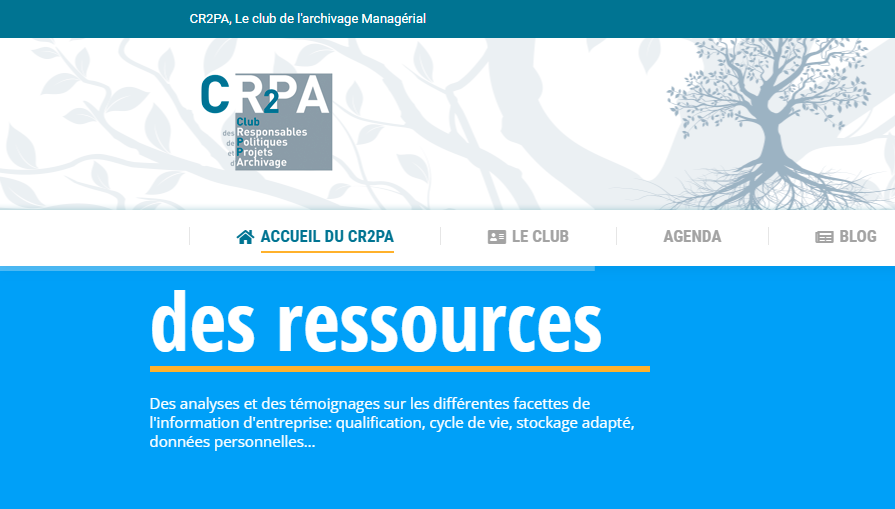 CR2PA, Le club de l'archivage Managérial
CR2PA
Club
des Responsables
de Politiques
et Projets
d'Archivage
ACCUEIL DU CR2PA
LE CLUB
AGENDA
BLOG
des ressources
Des analyses et des témoignages sur les différentes facettes de
l'information d'entreprise: qualification, cycle de vie, stockage adapté,
données personnelles...